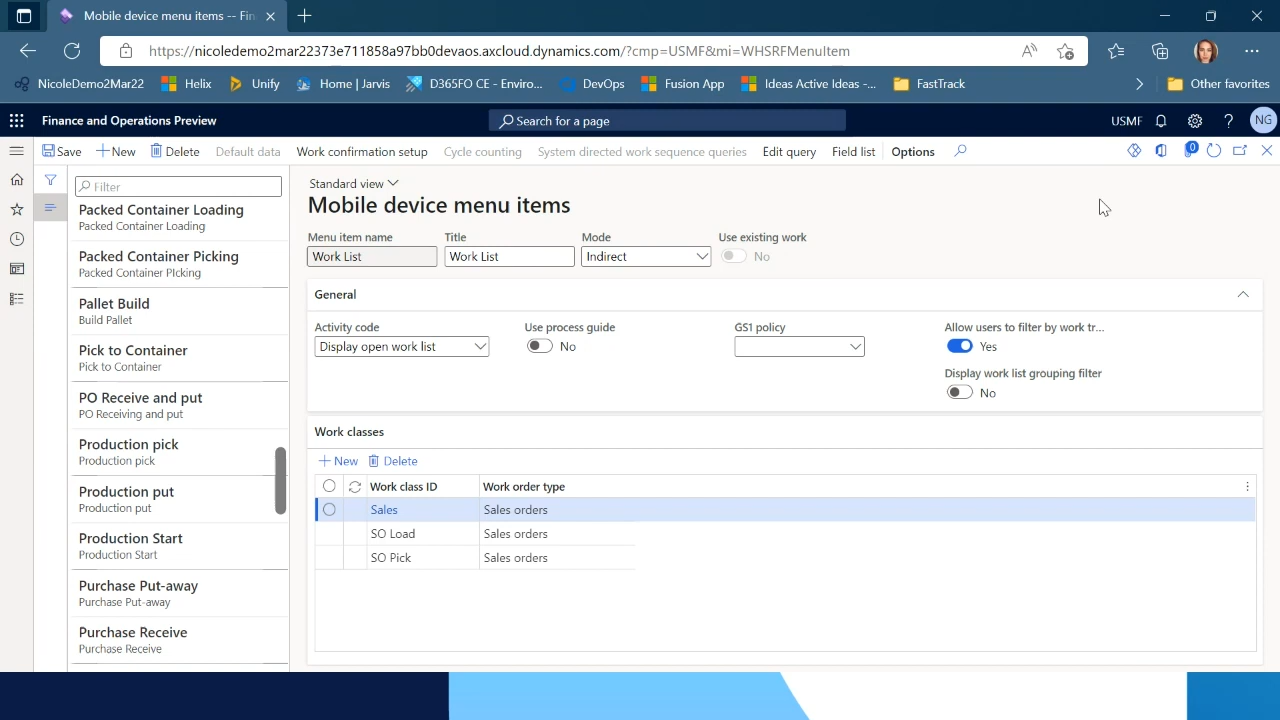 Mobile device menu items -- Fin
https://nicoledemo2mar22373e711858a97bb0devaos.axcloud.dynamics.com/?cmp=USMF&mi=WHSRFMenuItem
NicoleDemo2Mar22 Helix Unify Home | Jarvis D365FO CE - Enviro... DevOps Fusion App Ideas Active Ideas -... FastTrack Other favorites
Finance and Operations Preview Search for a page USMF ? NG
Save New Delete Default data Work confirmation setup Cycle counting System directed work sequence queries Edit query Field list Options 0
Filter
Packed Container Loading
Packed Container Loading
Packed Container Picking
Packed Container PIcking
Pallet Build
Build Pallet
Pick to Container
Pick to Container
PO Receive and put
PO Receiving and put
Production pick
Production pick
Production put
Production put
Production Start
Production Start
Purchase Put-away
Purchase Put-away
Purchase Receive
Purchase Receive
Standard view
Mobile device menu items
Menu item name Title Mode Use existing work
Work List Work List Indirect No
General
Activity code Use process guide GS1 policy Allow users to filter by work tr...
Display open work list No Yes
Display work list grouping filter
No
Work classes
New Delete
Work class ID Work order type
Sales Sales orders
SO Load Sales orders
SO Pick Sales orders